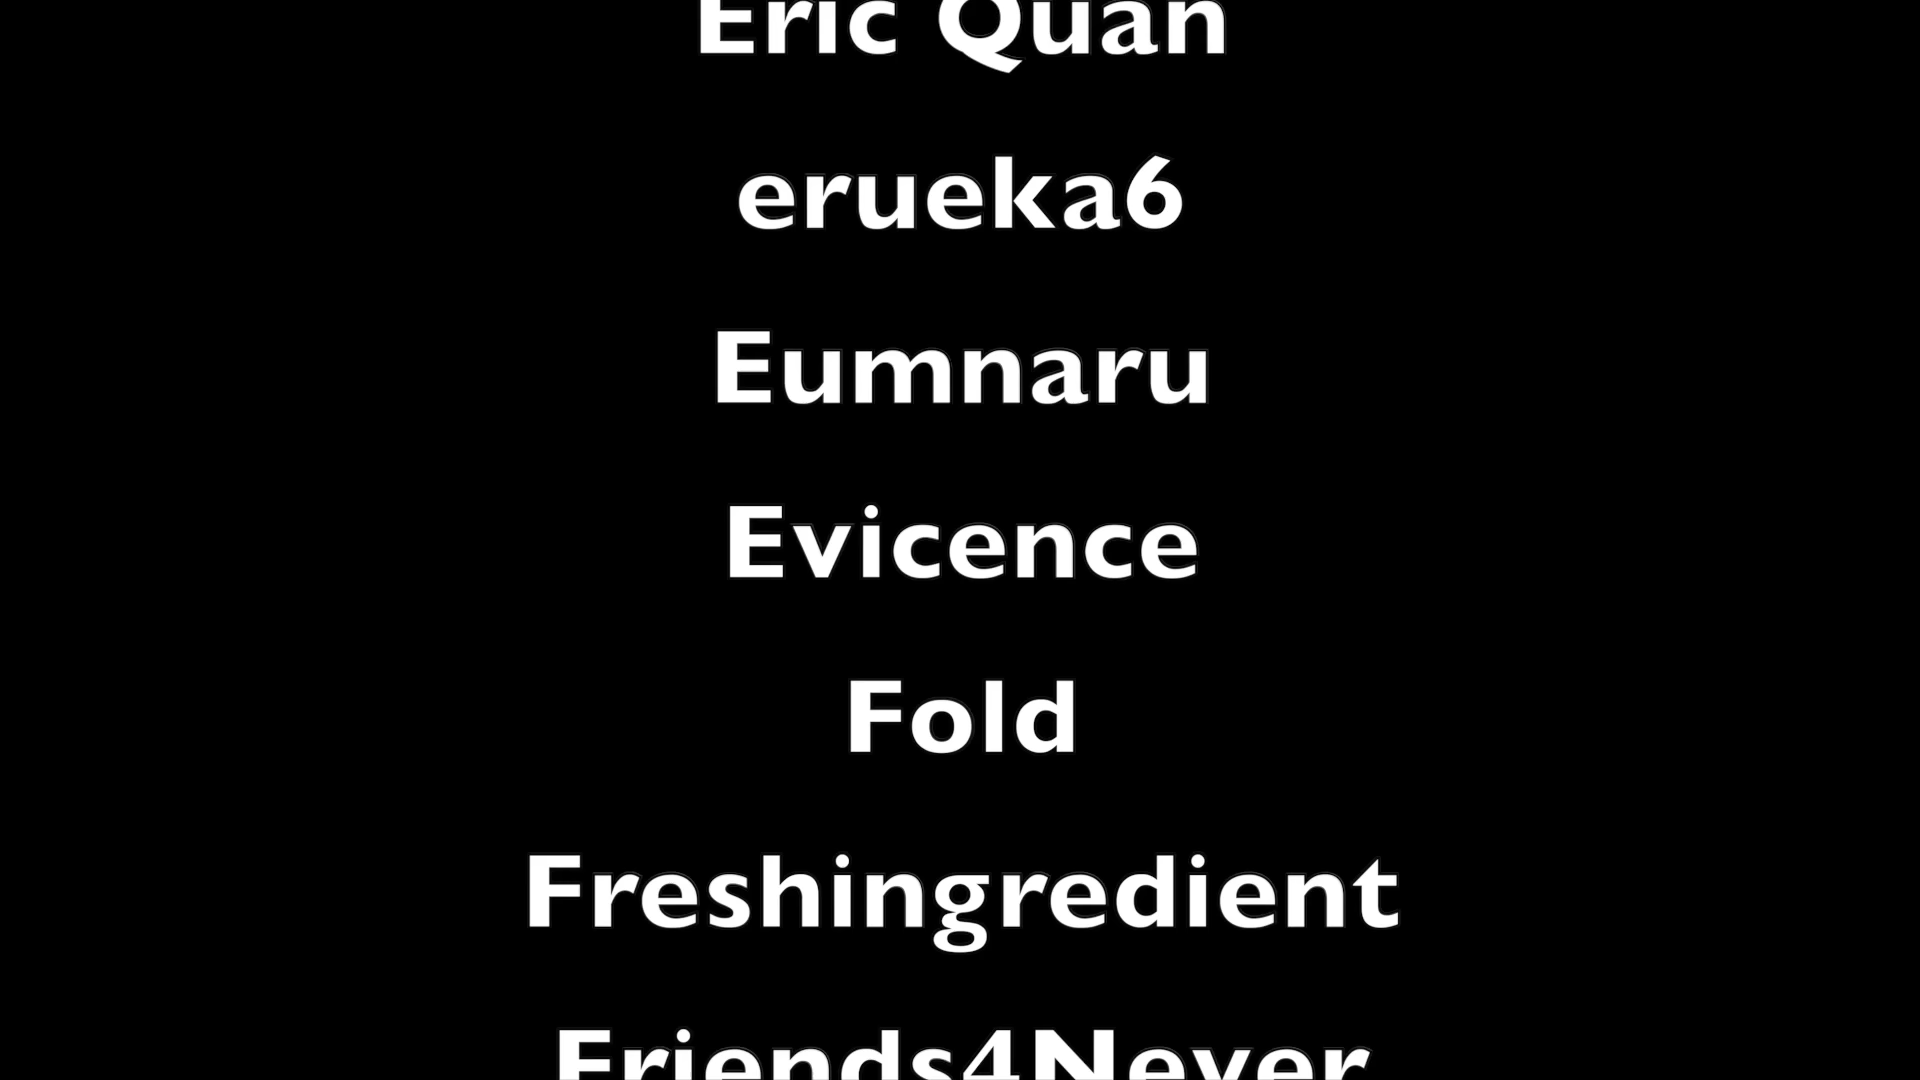 Eric Quan
erueka6
Eumnaru
Evicence
Fold
Freshingredient
Friends4Never